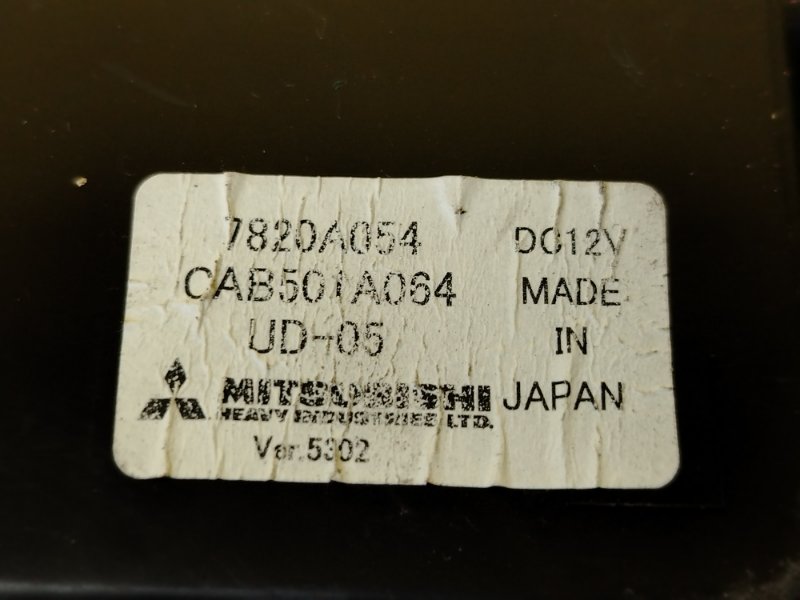 7820A054
CAB501A064
UD-05
DC12V
MADE
IN
JAPAN
MITSUBISHI
HEAVY INDUSTRIES LTD.
Ver.5302